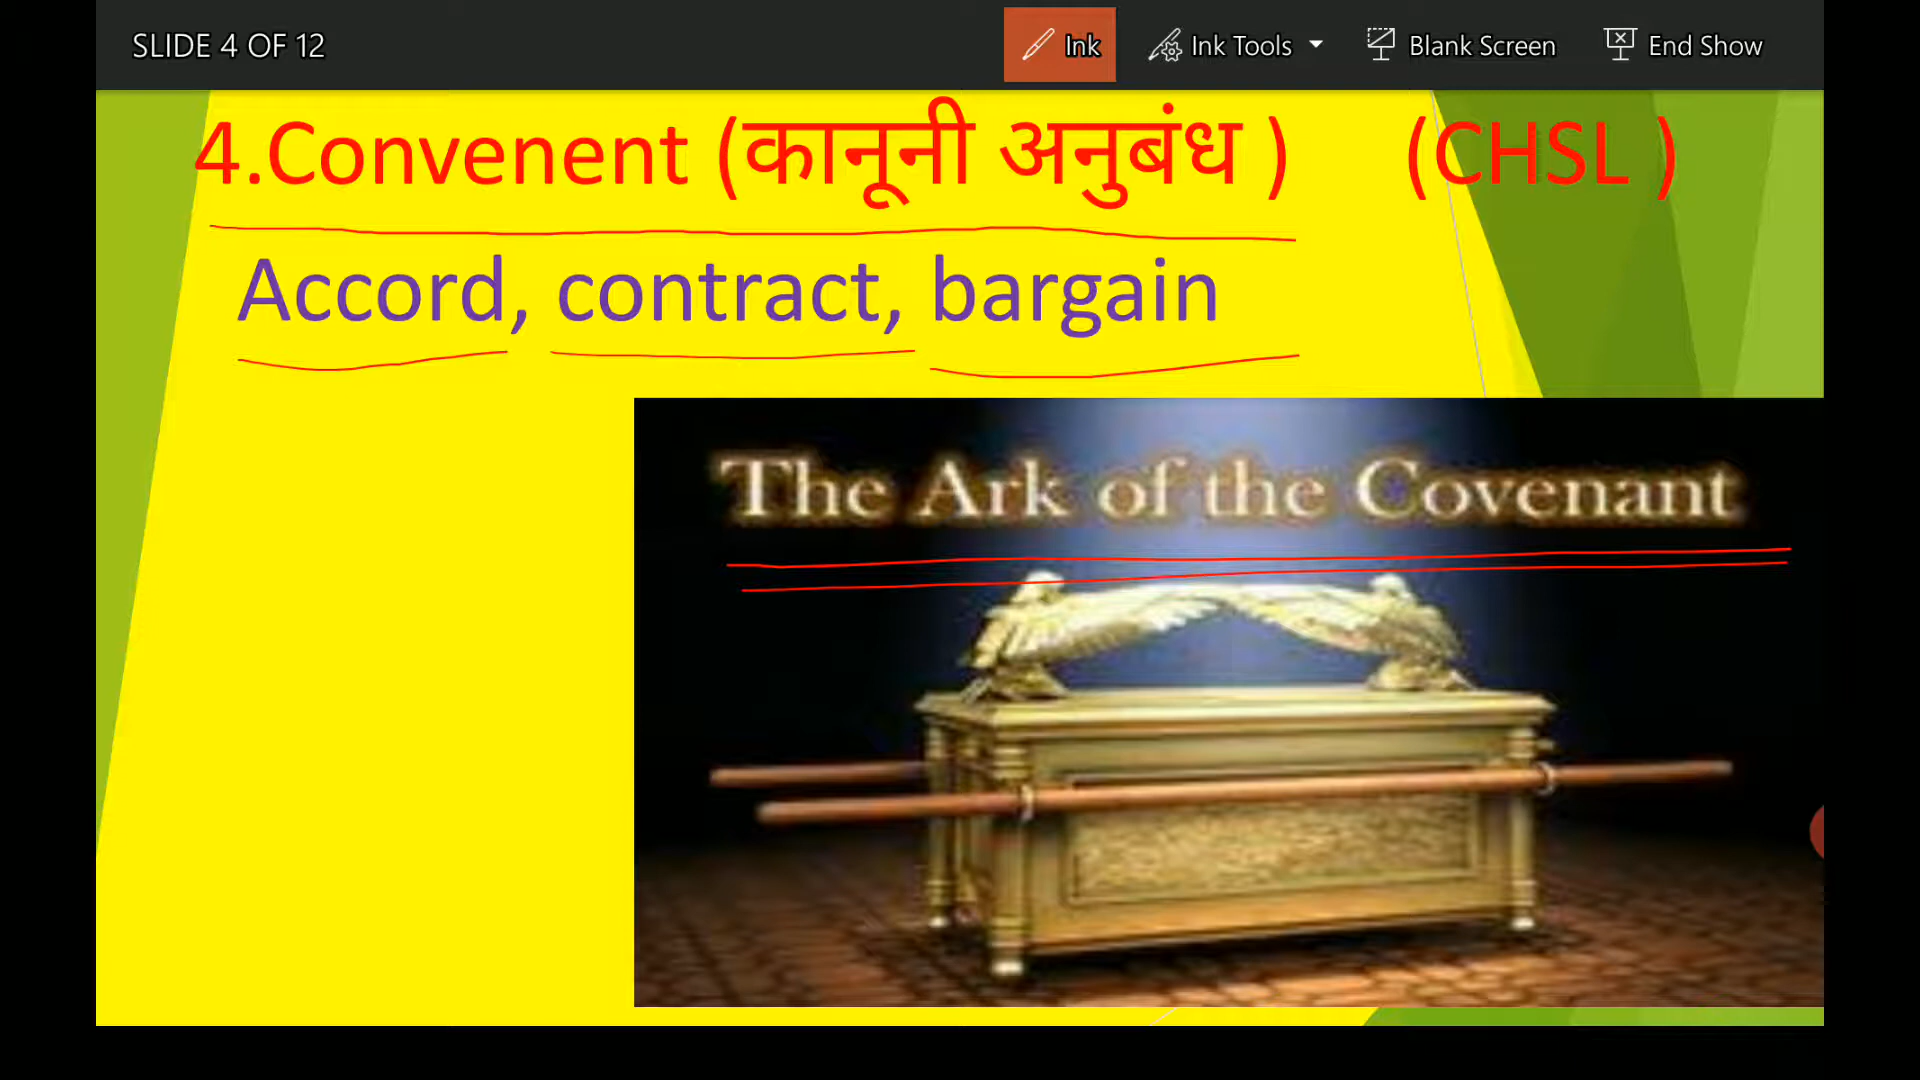 SLIDE 4 OF 12 Ink Ink Tools Blank Screen End Show
4.Convenent (कानूनी अनुबंध ) (CHSL )
Accord, contract, bargain
The Ark of the Covenant